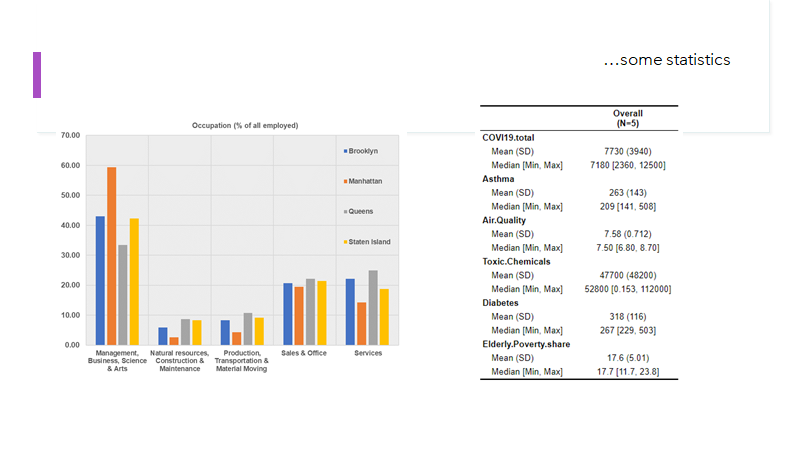 ...some statistics
Occupation (% of all employed)
70.00
60.00
50.00
40.00
30.00
20.00
10.00
0.00
Brooklyn
Manhattan
Queens
Staten Island
Management,
Business, Science
& Arts
Natural resources,
Construction &
Maintenance
Production,
Transportation &
Material Moving
Sales & Office
Services
Overall
(N=5)
COVI19.total
Mean (SD) 7730 (3940)
Median [Min, Max] 7180 [2360, 12500]
Asthma
Mean (SD) 263 (143)
Median [Min, Max] 209 [141, 508]
Air.Quality
Mean (SD) 7.58 (0.712)
Median [Min, Max] 7.50 [6.80, 8.70]
Toxic.Chemicals
Mean (SD) 47700 (48200)
Median [Min, Max] 52800 [0.153, 112000]
Diabetes
Mean (SD) 318 (116)
Median [Min, Max] 267 [229, 503]
Elderly.Poverty.share
Mean (SD) 17.6 (5.01)
Median [Min, Max] 17.7 [11.7, 23.8]